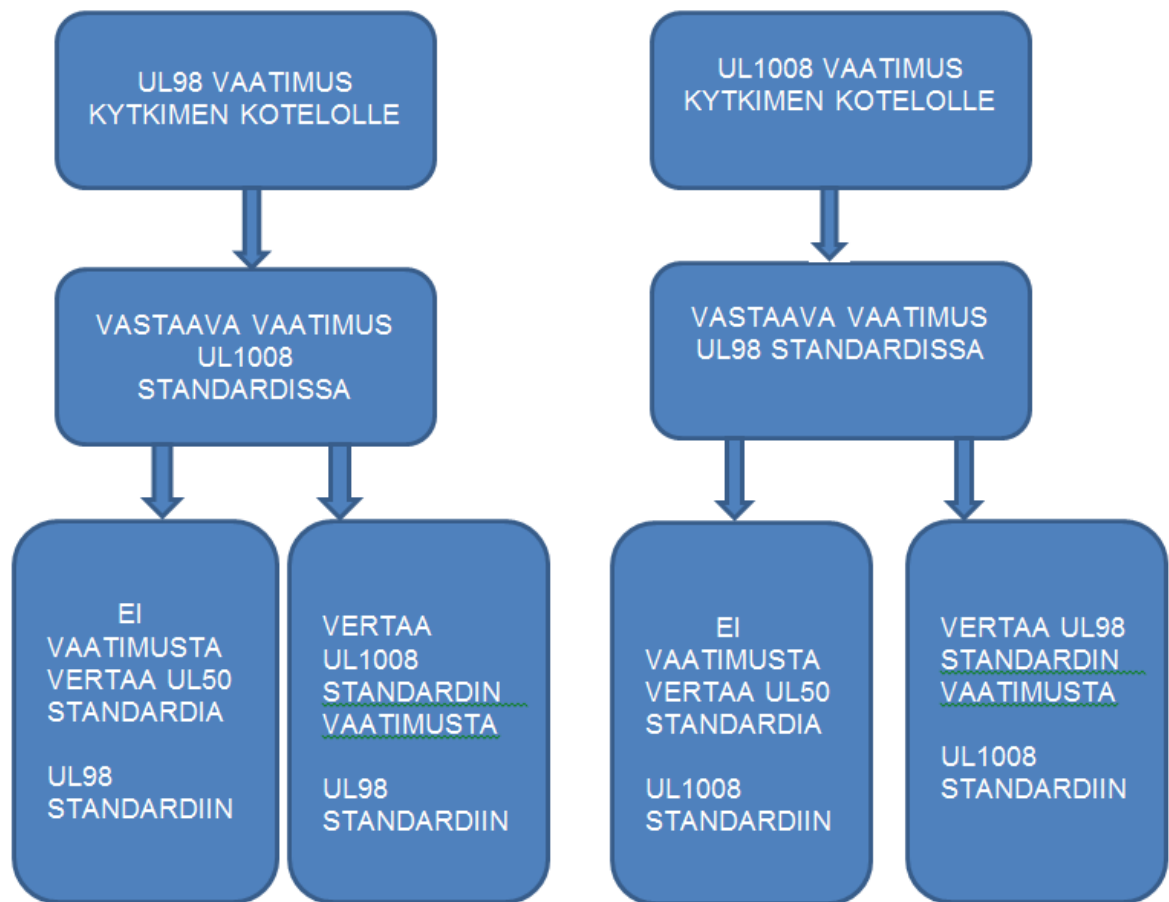 UL98 VAATIMUS
KYTKIMEN KOTELOLLE
UL1008 VAATIMUS
KYTKIMEN KOTELOLLE
VASTAAVA VAATIMUS
UL1008
STANDARDISSA
VASTAAVA VAATIMUS
UL98 STANDARDISSA
EI
VAATIMUSTA
VERTAA UL50
STANDARDIA
UL98
STANDARDIIN
VERTAA
UL1008
STANDARDIN
VAATIMUSTA
UL98
STANDARDIIN
EI
VAATIMUSTA
VERTAA UL50
STANDARDIA
UL1008
STANDARDIIN
VERTAA UL98
STANDARDIN
VAATIMUSTA
UL1008
STANDARDIIN